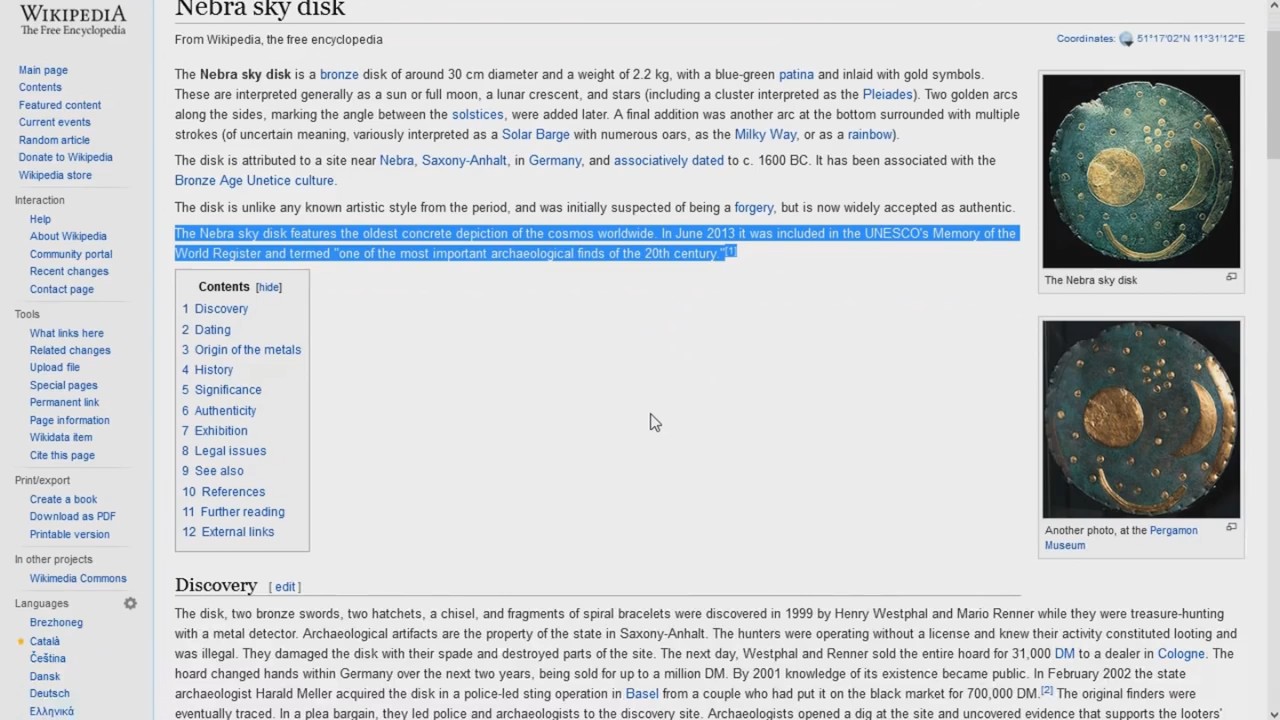 WIKIPEDIA
The Free Encyclopedia
Main page
Contents
Featured content
Current events
Random article
Donate to Wikipedia
Wikipedia store
Interaction
Help
About Wikipedia
Community portal
Recent changes
Contact page
Tools
What links here
Related changes
Upload file
Special pages
Permanent link
Page information
Wikidata item
Cite this page
Print/export
Create a book
Download as PDF
Printable version
In other projects
Wikimedia Commons
Languages
Brezhoneg
Català
Čeština
Dansk
Deutsch
Ελληνικά
Nebra sky disk
From Wikipedia, the free encyclopedia
Coordinates: 51°17′02″N 11°31′12″E
The Nebra sky disk is a bronze disk of around 30 cm diameter and a weight of 2.2 kg, with a blue-green patina and inlaid with gold symbols.
These are interpreted generally as a sun or full moon, a lunar crescent, and stars (including a cluster interpreted as the Pleiades). Two golden arcs
along the sides, marking the angle between the solstices, were added later. A final addition was another arc at the bottom surrounded with multiple
strokes (of uncertain meaning, variously interpreted as a Solar Barge with numerous oars, as the Milky Way, or as a rainbow).
The disk is attributed to a site near Nebra, Saxony-Anhalt, in Germany, and associatively dated to c. 1600 BC. It has been associated with the
Bronze Age Unetice culture.
The disk is unlike any known artistic style from the period, and was initially suspected of being a forgery, but is now widely accepted as authentic.
The Nebra sky disk features the oldest concrete depiction of the cosmos worldwide. In June 2013 it was included in the UNESCO's Memory of the
World Register and termed "one of the most important archaeological finds of the 20th century."[1]
The Nebra sky disk
Another photo, at the Pergamon
Museum
Contents [hide]
1 Discovery
2 Dating
3 Origin of the metals
4 History
5 Significance
6 Authenticity
7 Exhibition
8 Legal issues
9 See also
10 References
11 Further reading
12 External links
Discovery [ edit ]
The disk, two bronze swords, two hatchets, a chisel, and fragments of spiral bracelets were discovered in 1999 by Henry Westphal and Mario Renner while they were treasure-hunting
with a metal detector. Archaeological artifacts are the property of the state in Saxony-Anhalt. The hunters were operating without a license and knew their activity constituted looting and
was illegal. They damaged the disk with their spade and destroyed parts of the site. The next day, Westphal and Renner sold the entire hoard for 31,000 DM to a dealer in Cologne. The
hoard changed hands within Germany over the next two years, being sold for up to a million DM. By 2001 knowledge of its existence became public. In February 2002 the state
archaeologist Harald Meller acquired the disk in a police-led sting operation in Basel from a couple who had put it on the black market for 700,000 DM.[2] The original finders were
eventually traced. In a plea bargain, they led police and archaeologists to the discovery site. Archaeologists opened a dig at the site and uncovered evidence that supports the looters'